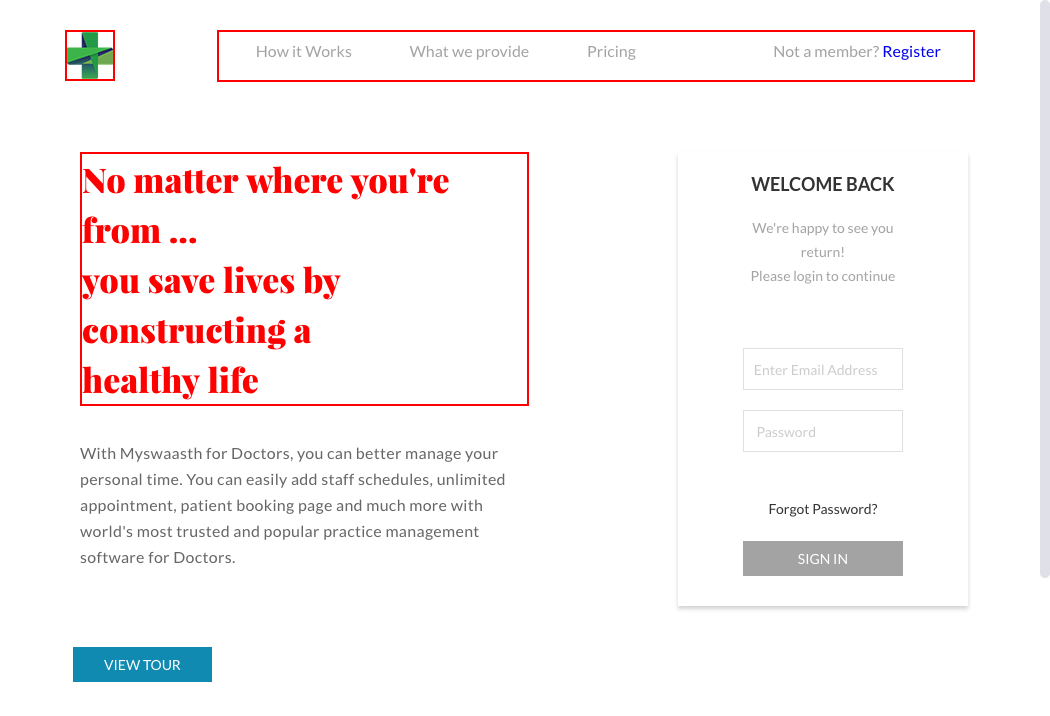 How it Works
What we provide
Pricing
Not a member? Register
No matter where you're
from ...
you save lives by
constructing a
healthy life
With Myswaasth for Doctors, you can better manage your
personal time. You can easily add staff schedules, unlimited
appointment, patient booking page and much more with
world's most trusted and popular practice management
software for Doctors.
VIEW TOUR
WELCOME BACK
We're happy to see you
return!
Please login to continue
Enter Email Address
Password
Forgot Password?
SIGN IN